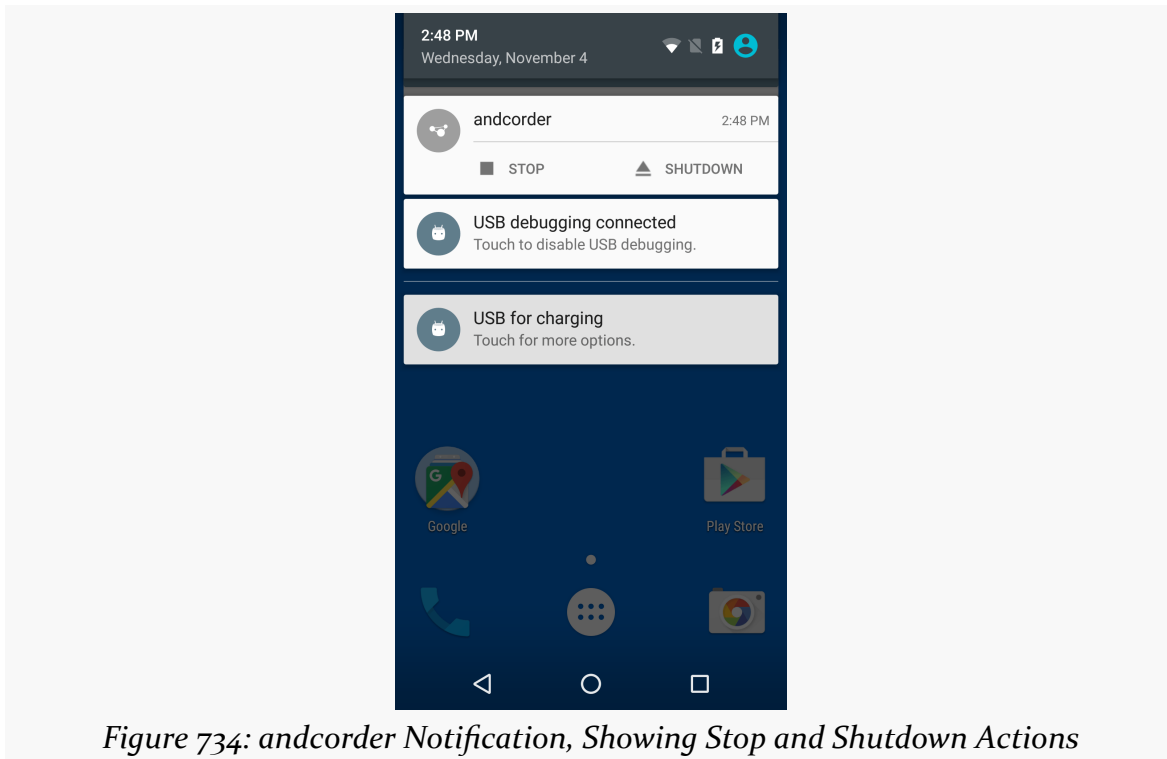 2:48 PM
Wednesday, November 4
andcorder
2:48 PM
STOP
SHUTDOWN
USB debugging connected
Touch to disable USB debugging.
USB for charging
Touch for more options.
G
Google
Play Store
Figure 734: andcorder Notification, Showing Stop and Shutdown Actions